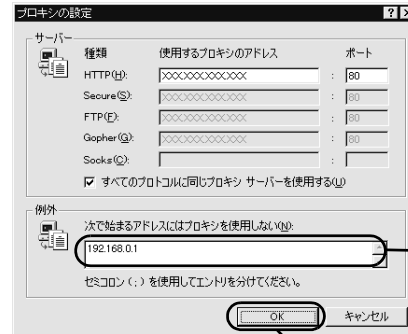 プロキシの設定
サーバー
種類 使用するプロキシのアドレス ポート
HTTP(H): XXX.XXX.XXX.XXX : 80
Secure(S): XXX.XXX.XXX.XXX : 80
FTP(F): XXX.XXX.XXX.XXX : 80
Gopher(G): XXX.XXX.XXX.XXX : 80
Socks(C): :
すべてのプロトコルに同じプロキシ サーバーを使用する(U)
例外
次で始まるアドレスにはプロキシを使用しない(N):
192.168.0.1
セミコロン ( ; ) を使用してエントリを分けてください。
OK キャンセル